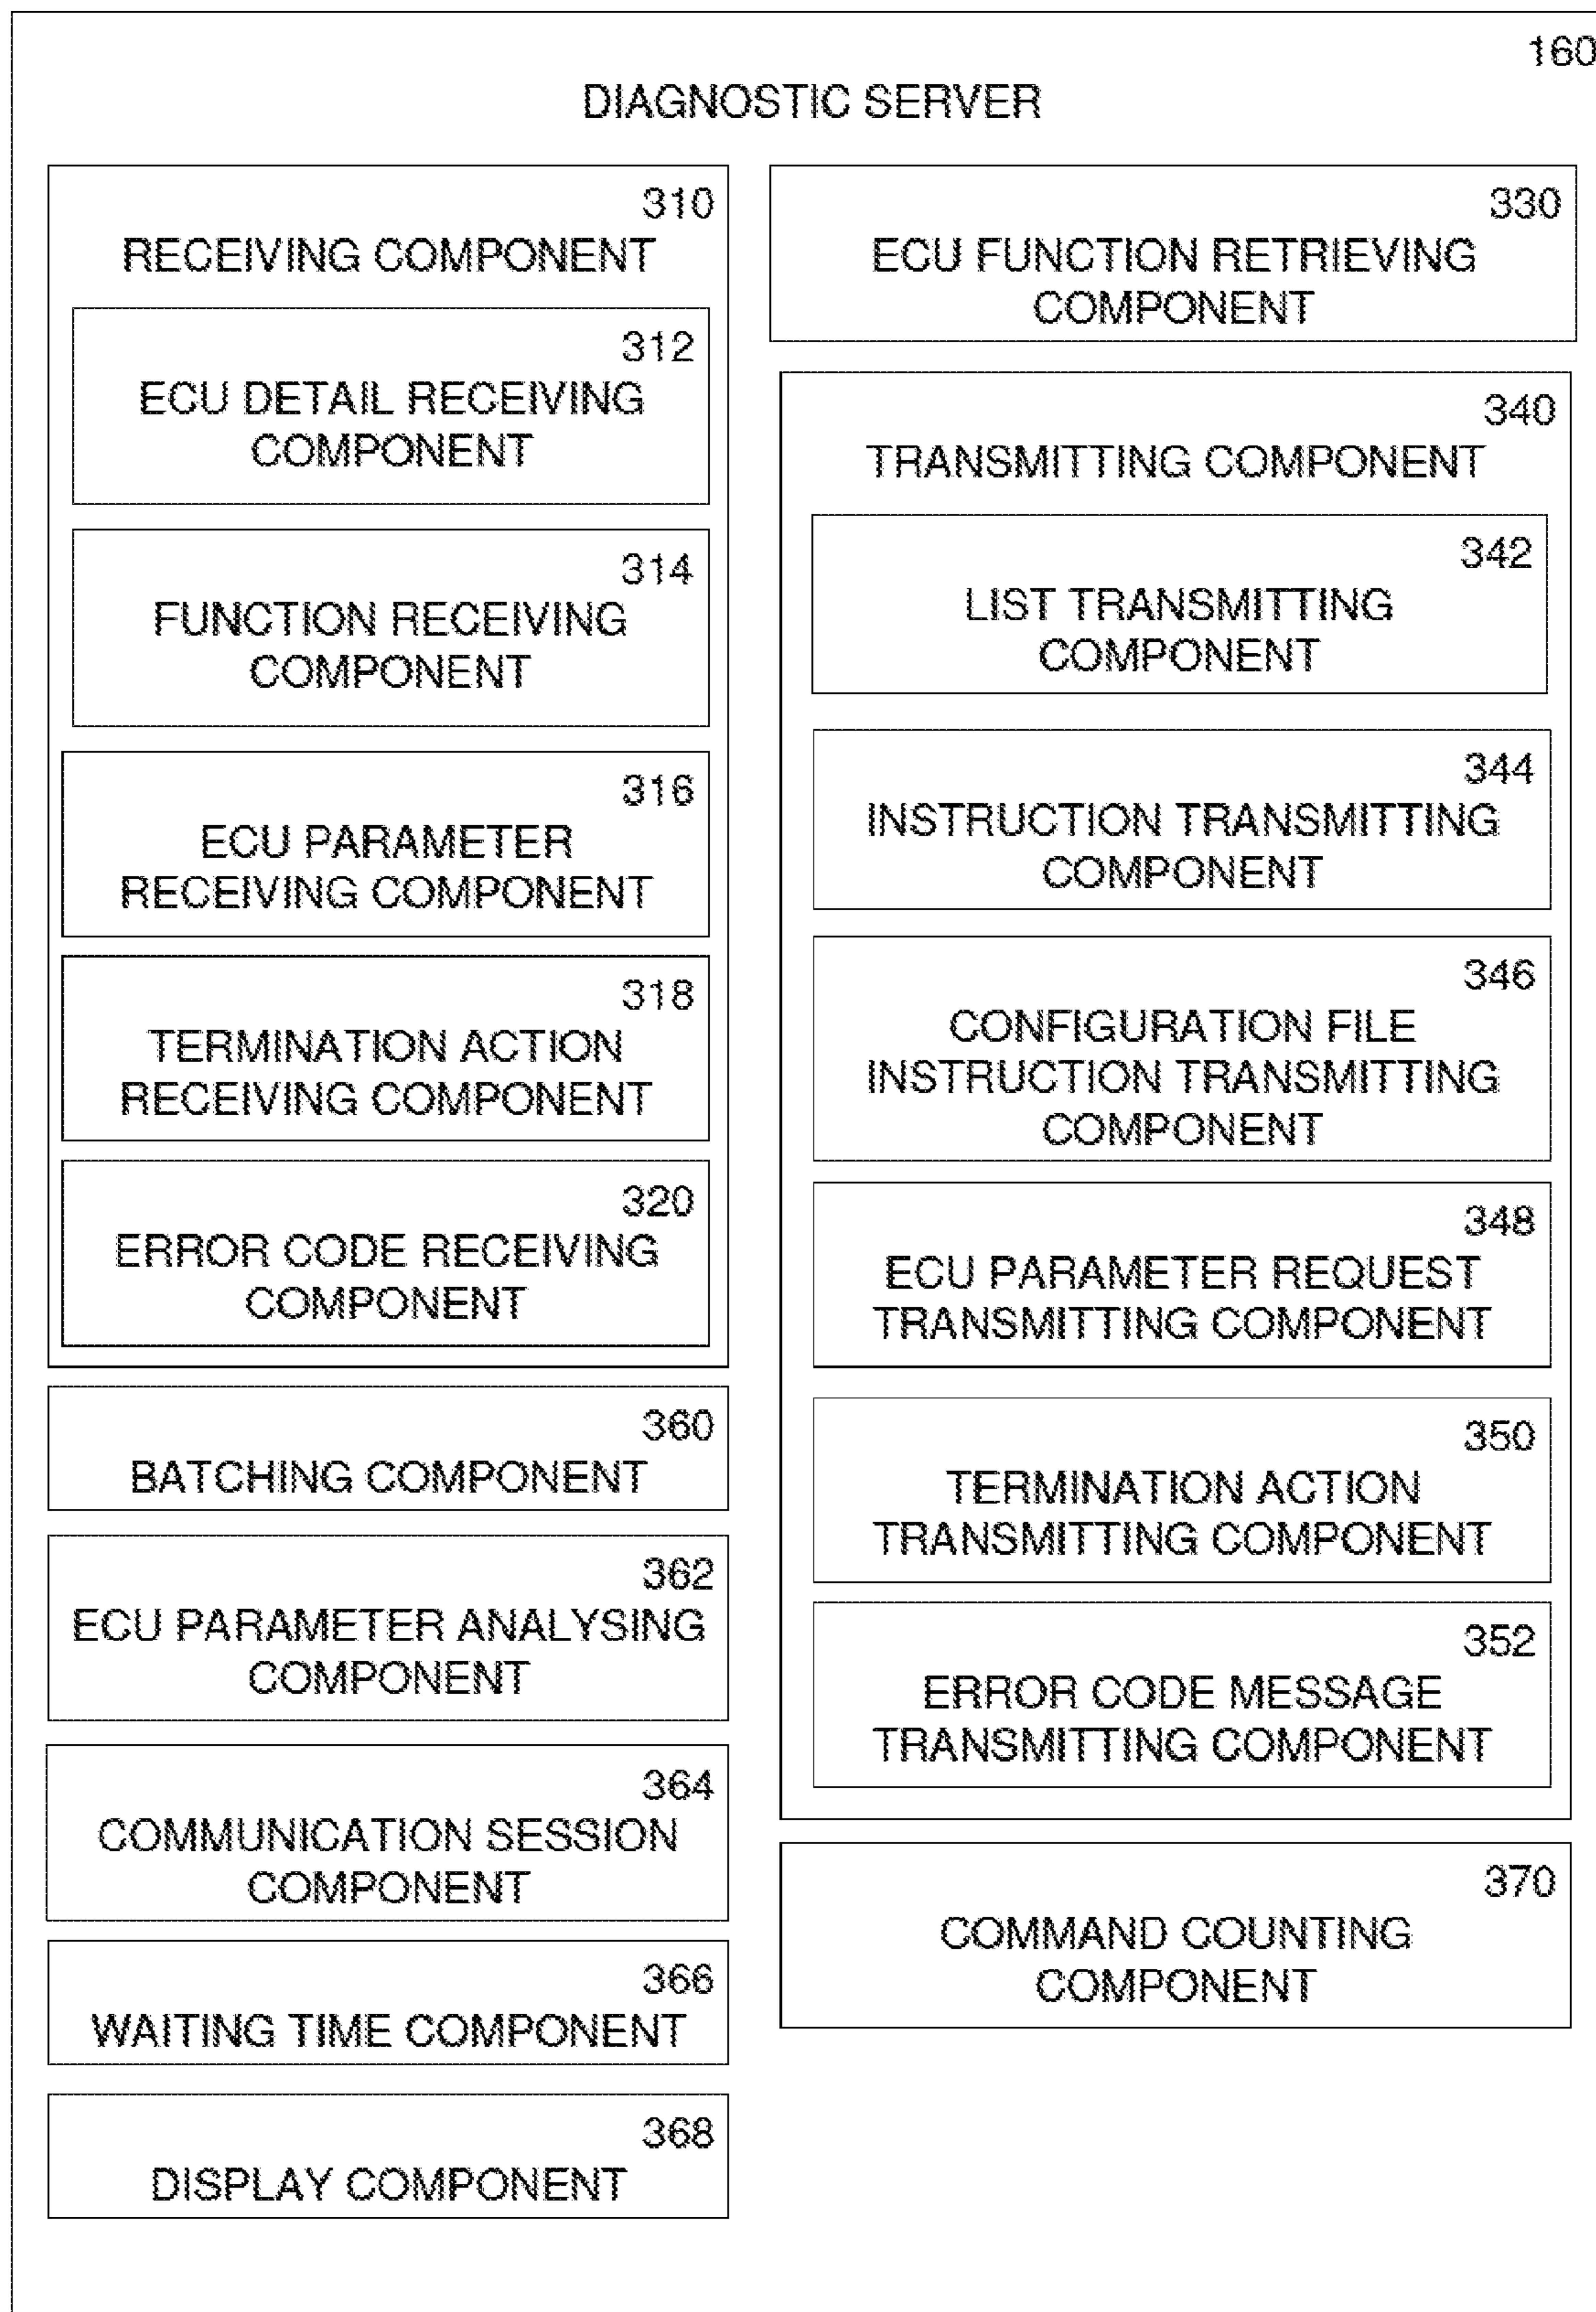 160
DIAGNOSTIC SERVER
310
RECEIVING COMPONENT
312
ECU DETAIL RECEIVING
COMPONENT
314
FUNCTION RECEIVING
COMPONENT
316
ECU PARAMETER
RECEIVING COMPONENT
318
TERMINATION ACTION
RECEIVING COMPONENT
320
ERROR CODE RECEIVING
COMPONENT
360
BATCHING COMPONENT
362
ECU PARAMETER ANALYSING
COMPONENT
364
COMMUNICATION SESSION
COMPONENT
366
WAITING TIME COMPONENT
368
DISPLAY COMPONENT
330
ECU FUNCTION RETRIEVING
COMPONENT
340
TRANSMITTING COMPONENT
342
LIST TRANSMITTING
COMPONENT
344
INSTRUCTION TRANSMITTING
COMPONENT
346
CONFIGURATION FILE
INSTRUCTION TRANSMITTING
COMPONENT
348
ECU PARAMETER REQUEST
TRANSMITTING COMPONENT
350
TERMINATION ACTION
TRANSMITTING COMPONENT
352
ERROR CODE MESSAGE
TRANSMITTING COMPONENT
370
COMMAND COUNTING
COMPONENT